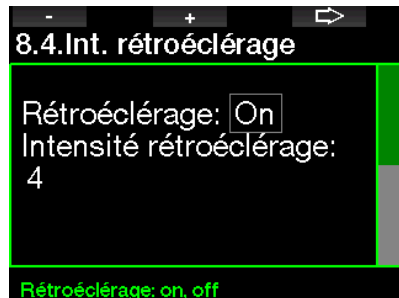 - + ⇨
8.4.Int. rétroéclérage
Rétroéclérage: On
Intensité rétroéclérage:
4
Rétroéclérage: on, off